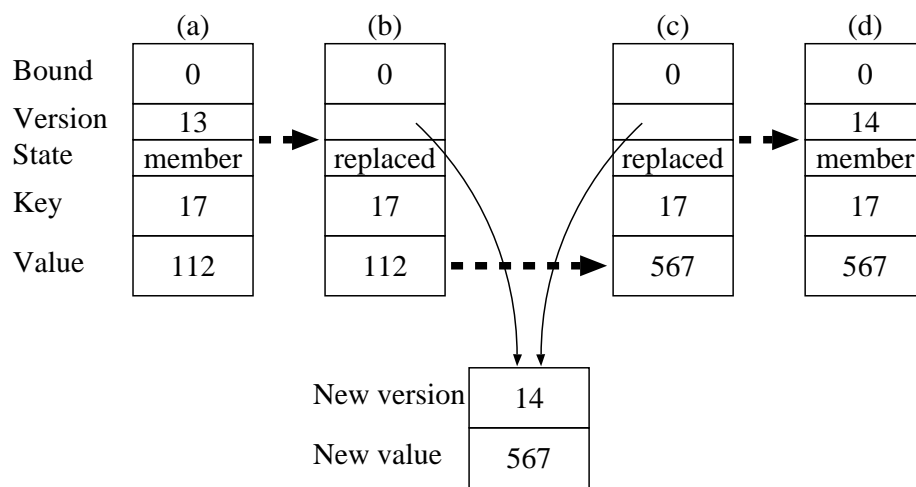 (a) (b) (c) (d)
Bound 0 0 0 0
Version 13 14
State member replaced replaced member
Key 17 17 17 17
Value 112 112 567 567
New version 14
New value 567